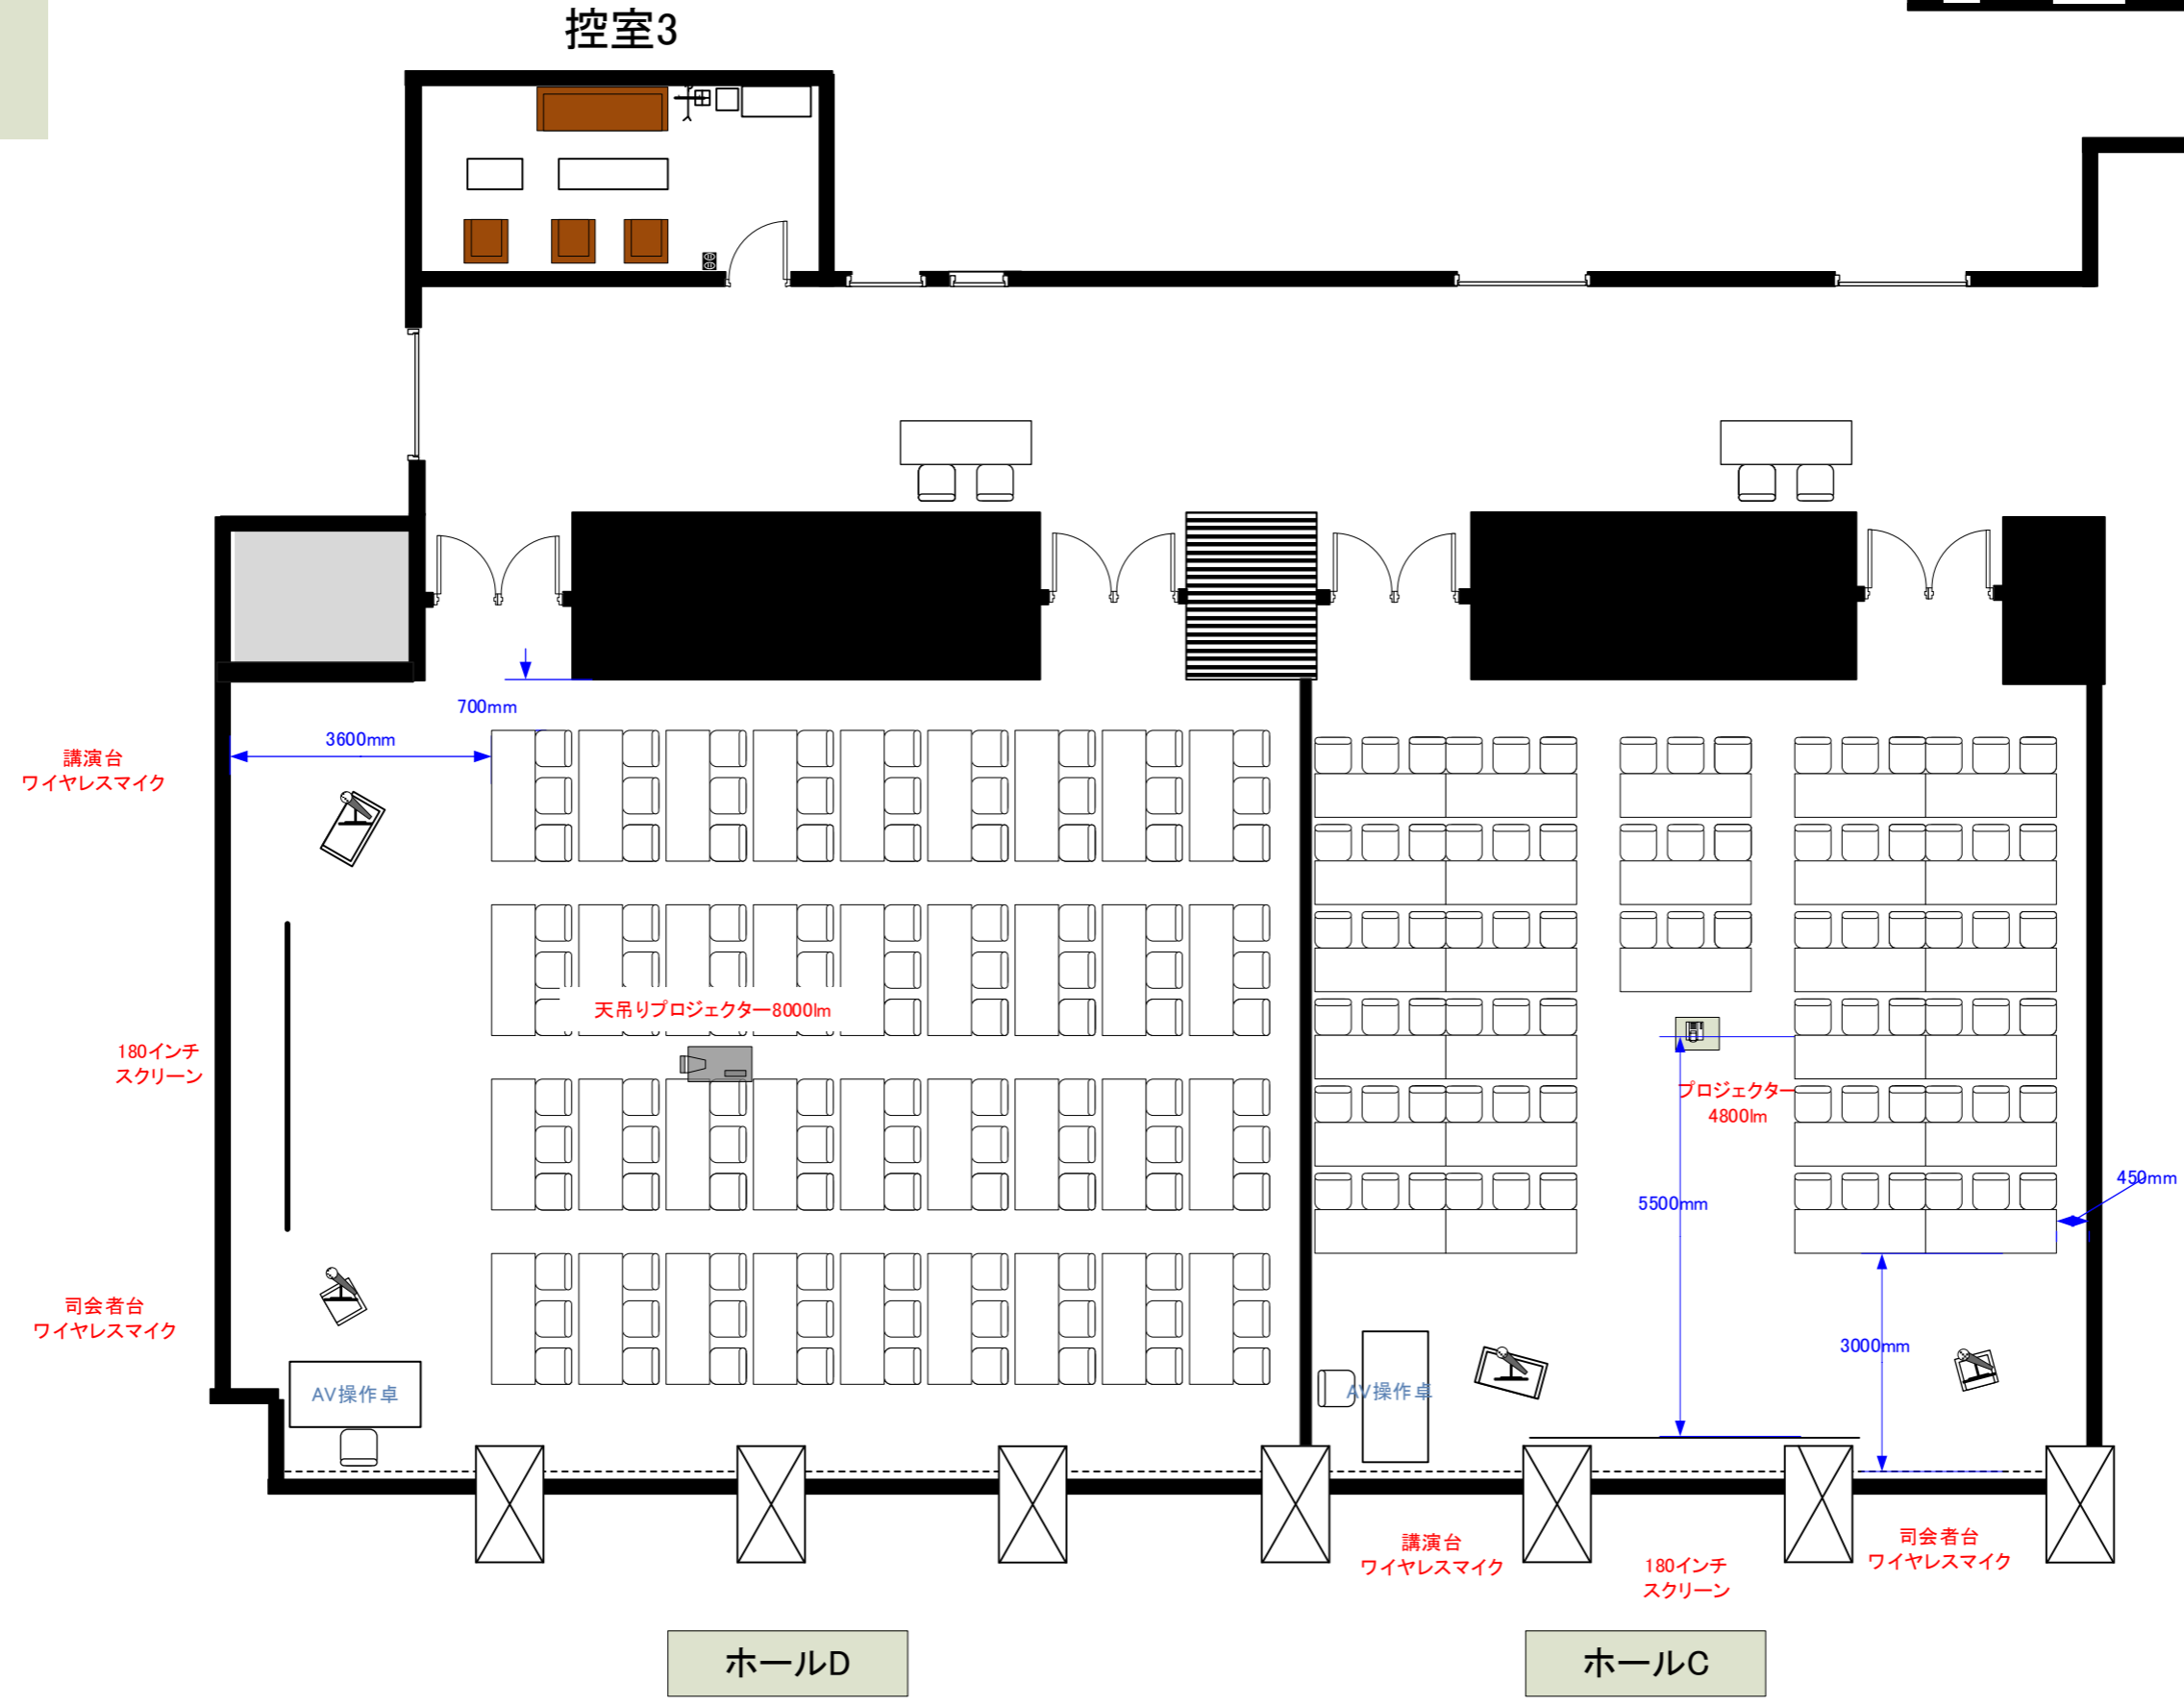 控室3
700mm
3600mm
講演台
ワイヤレスマイク
天吊りプロジェクター8000lm
180インチ
スクリーン
プロジェクター
4800lm
450mm
5500mm
司会者台
ワイヤレスマイク
3000mm
AV操作卓
AV操作卓
講演台
ワイヤレスマイク
180インチ
スクリーン
司会者台
ワイヤレスマイク
ホールD
ホールC